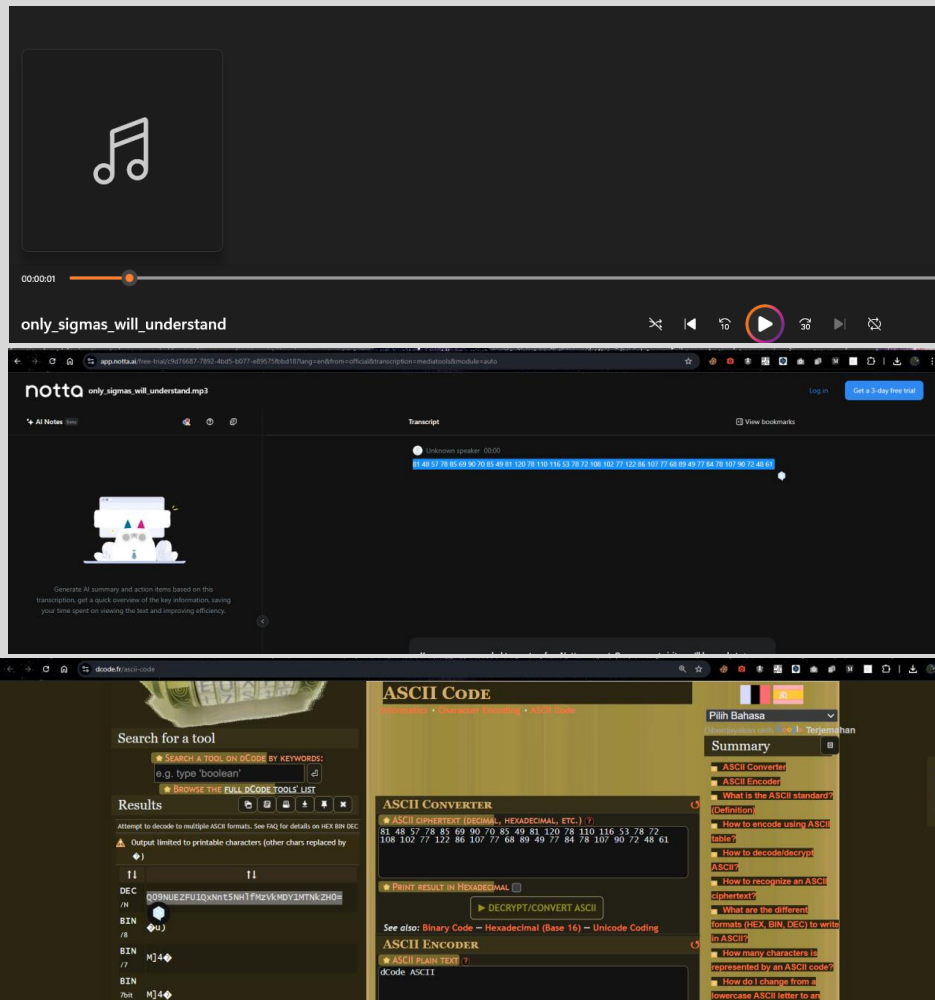 00:00:01
only_sigmas_will_understand
10
30
app.notta.ai/free-trial/c9d76687-7892-4bd5-b077-e89575fbbd18?lang=en&from=official&transcription=mediatools&module=auto
notta only_sigmas_will_understand.mp3
Log in
Get a 3-day free trial
AI Notes Beta
Transcript
View bookmarks
Unknown speaker 00:00
81 48 57 78 85 69 90 70 85 49 81 120 78 110 116 53 78 72 108 102 77 122 86 107 77 68 89 49 77 84 78 107 90 72 48 61
Generate AI summary and action items based on this
transcription, get a quick overview of the key information, saving
your time spent on viewing the text and improving efficiency.
dcode.fr/ascii-code
Search for a tool
SEARCH A TOOL ON DCODE BY KEYWORDS:
e.g. type 'boolean'
BROWSE THE FULL DCODE TOOLS' LIST
Results
Attempt to decode to multiple ASCII formats. See FAQ for details on HEX BIN DEC
Output limited to printable characters (other chars replaced by
�)
↑↓ ↑↓
DEC
/N
Q09NUEZFU1QxNnt5NHlfMzVkMDY1MTNkZH0=
BIN
/8
�u)
BIN
/7
M]4�
BIN
7bit
M]4�
ASCII CODE
Informatics • Character Encoding • ASCII Code
ASCII CONVERTER
ASCII CIPHERTEXT (DECIMAL, HEXADECIMAL, ETC.) ?
81 48 57 78 85 69 90 70 85 49 81 120 78 110 116 53 78 72
108 102 77 122 86 107 77 68 89 49 77 84 78 107 90 72 48 61
PRINT RESULT IN HEXADECIMAL
▶ DECRYPT/CONVERT ASCII
See also: Binary Code – Hexadecimal (Base 16) – Unicode Coding
ASCII ENCODER
ASCII PLAIN TEXT ?
dCode ASCII
Pilih Bahasa
Terjemahan
Summary
ASCII Converter
ASCII Encoder
What is the ASCII standard?
(Definition)
How to encode using ASCII
table?
How to decode/decrypt
ASCII?
How to recognize an ASCII
ciphertext?
What are the different
formats (HEX, BIN, DEC) to write
in ASCII?
How many characters is
represented by an ASCII code?
How do I change from a
lowercase ASCII letter to an